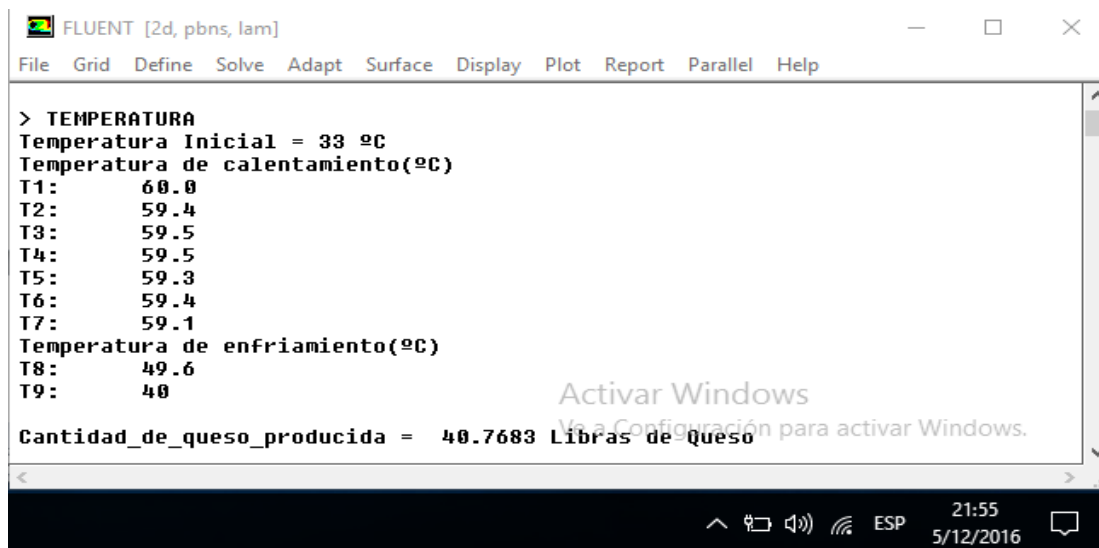 FLUENT [2d, pbns, lam]
File Grid Define Solve Adapt Surface Display Plot Report Parallel Help
> TEMPERATURA
Temperatura Inicial = 33 ºC
Temperatura de calentamiento(ºC)
T1: 60.0
T2: 59.4
T3: 59.5
T4: 59.5
T5: 59.3
T6: 59.4
T7: 59.1
Temperatura de enfriamiento(ºC)
T8: 49.6
T9: 40
Activar Windows
Ve a Configuración para activar Windows.
Cantidad_de_queso_producida = 40.7683 Libras de Queso
ESP
21:55
5/12/2016